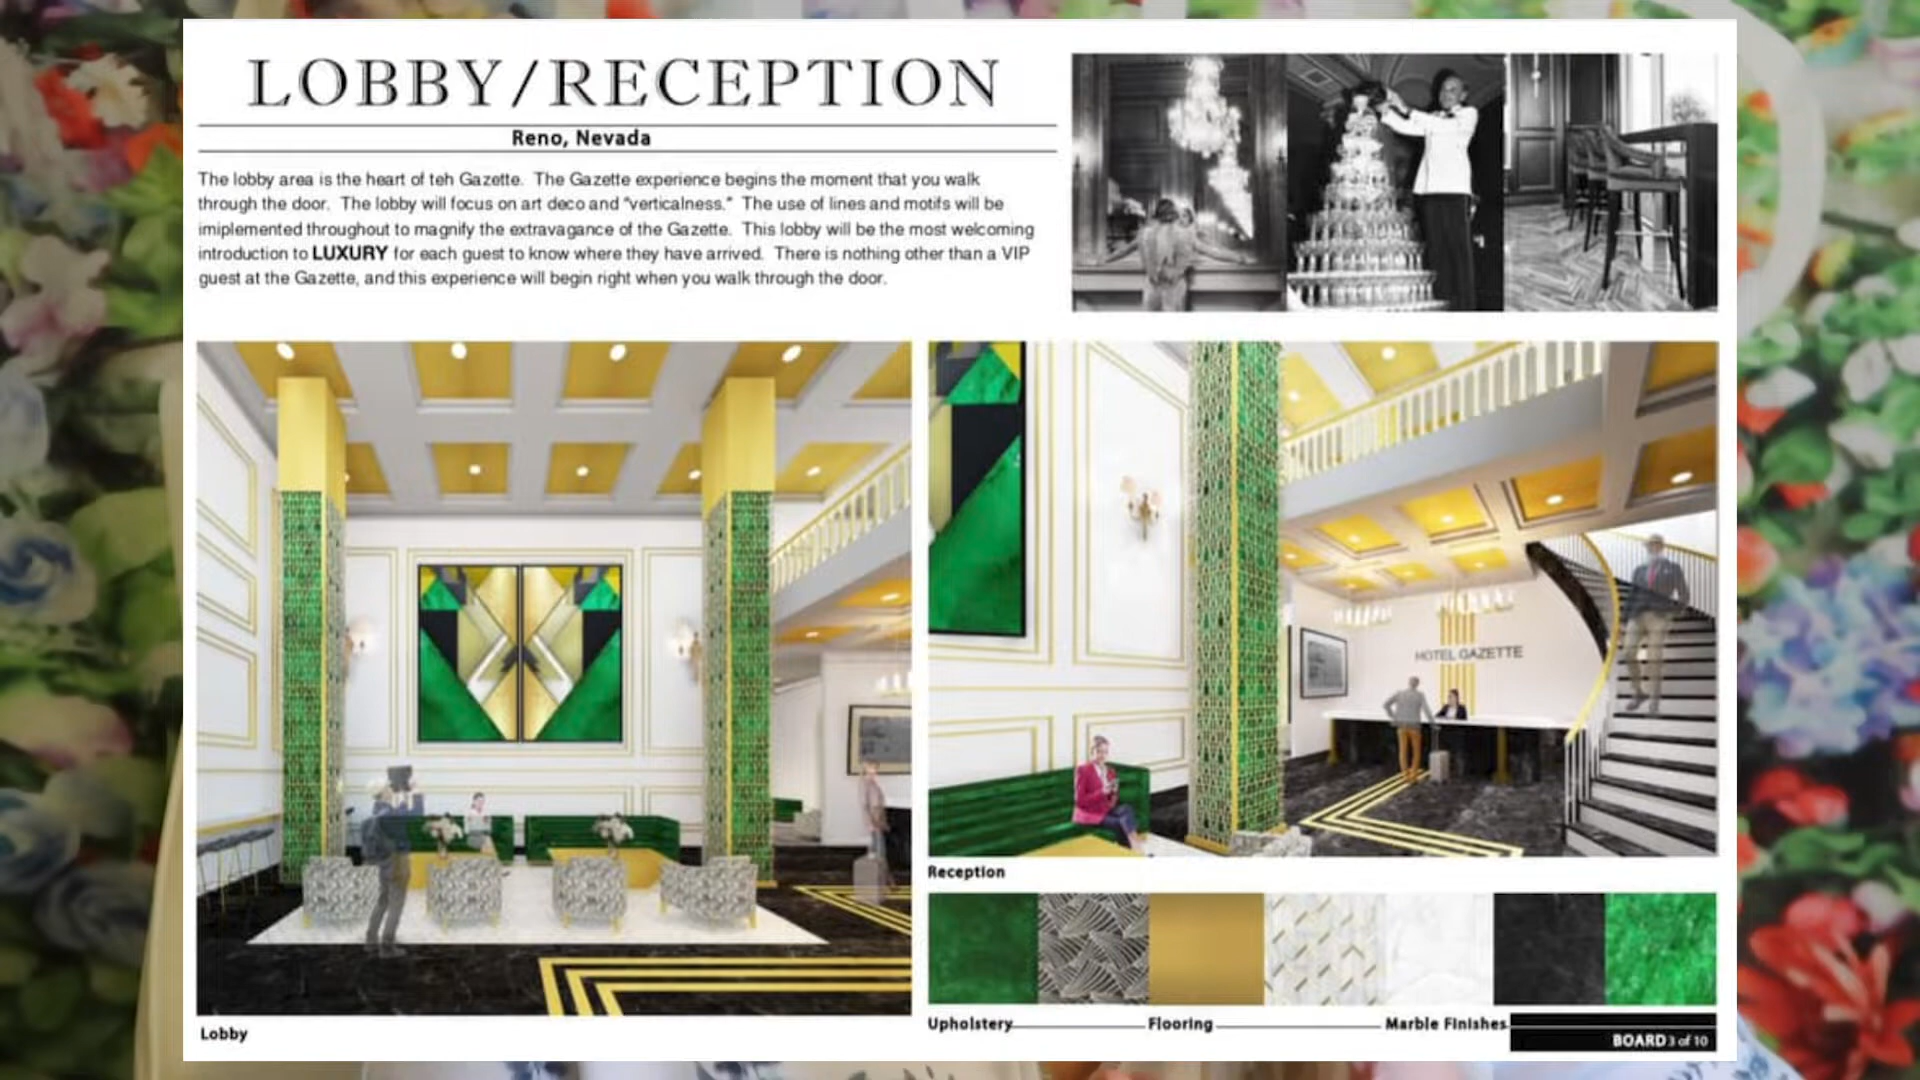 LOBBY/RECEPTION
Reno, Nevada
The lobby area is the heart of teh Gazette. The Gazette experience begins the moment that you walk
through the door. The lobby will focus on art deco and "verticalness." The use of lines and motifs will be
imiplemented throughout to magnify the extravagance of the Gazette. This lobby will be the most welcoming
introduction to LUXURY for each guest to know where they have arrived. There is nothing other than a VIP
guest at the Gazette, and this experience will begin right when you walk through the door.
HOTEL GAZETTE
Reception
Upholstery
Flooring
Marble Finishes
Lobby
BOARD 3 of 10